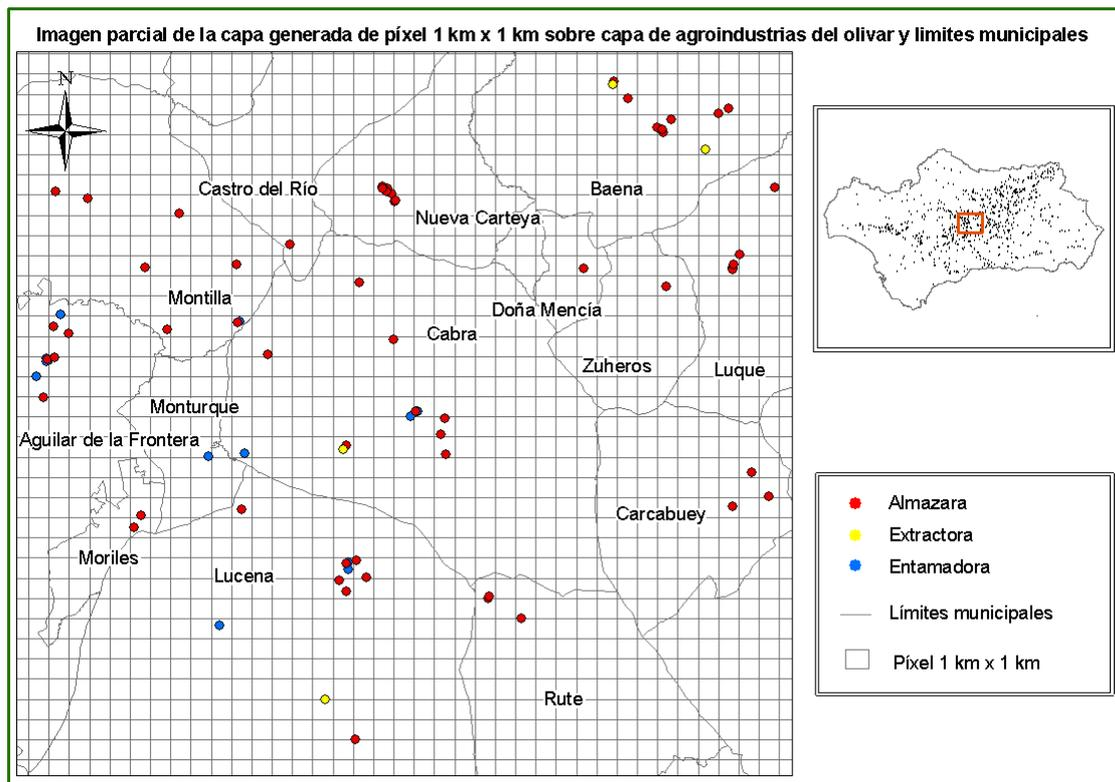 Imagen parcial de la capa generada de píxel 1 km x 1 km sobre capa de agroindustrias del olivar y limites municipales
N
Castro del Río
Baena
Nueva Carteya
Montilla
Doña Mencía
Cabra
Zuheros
Luque
Monturque
Aguilar de la Frontera
Carcabuey
Moriles
Lucena
Rute
Almazara
Extractora
Entamadora
Límites municipales
Píxel 1 km x 1 km